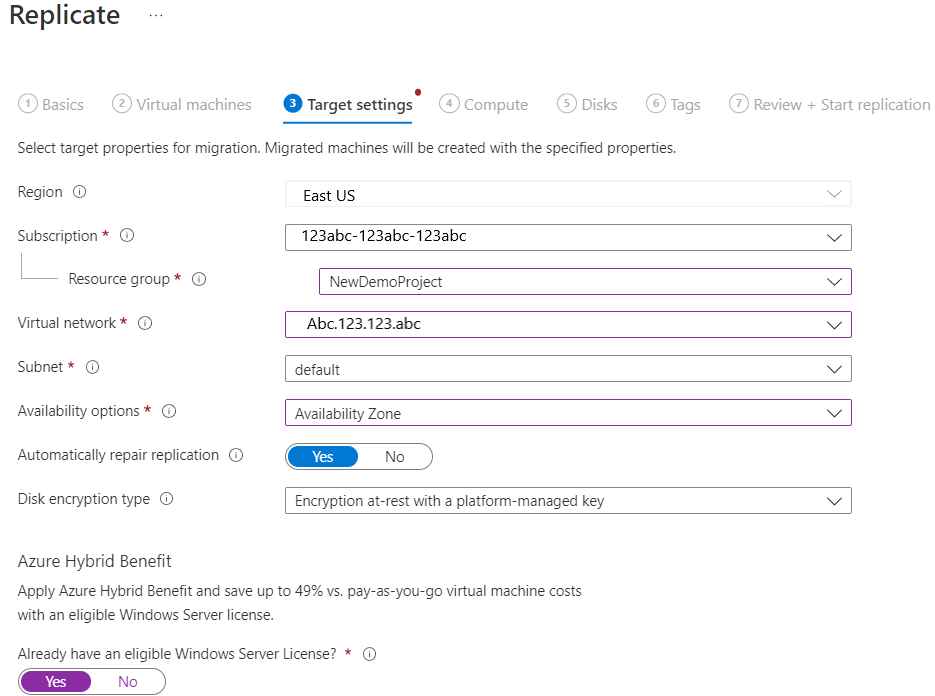 Replicate ...
1 Basics 2 Virtual machines 3 Target settings 4 Compute 5 Disks 6 Tags 7 Review + Start replication
Select target properties for migration. Migrated machines will be created with the specified properties.
Region East US
Subscription * 123abc-123abc-123abc
Resource group * NewDemoProject
Virtual network * Abc.123.123.abc
Subnet * default
Availability options * Availability Zone
Automatically repair replication Yes No
Disk encryption type Encryption at-rest with a platform-managed key
Azure Hybrid Benefit
Apply Azure Hybrid Benefit and save up to 49% vs. pay-as-you-go virtual machine costs
with an eligible Windows Server license.
Already have an eligible Windows Server License? *
Yes No